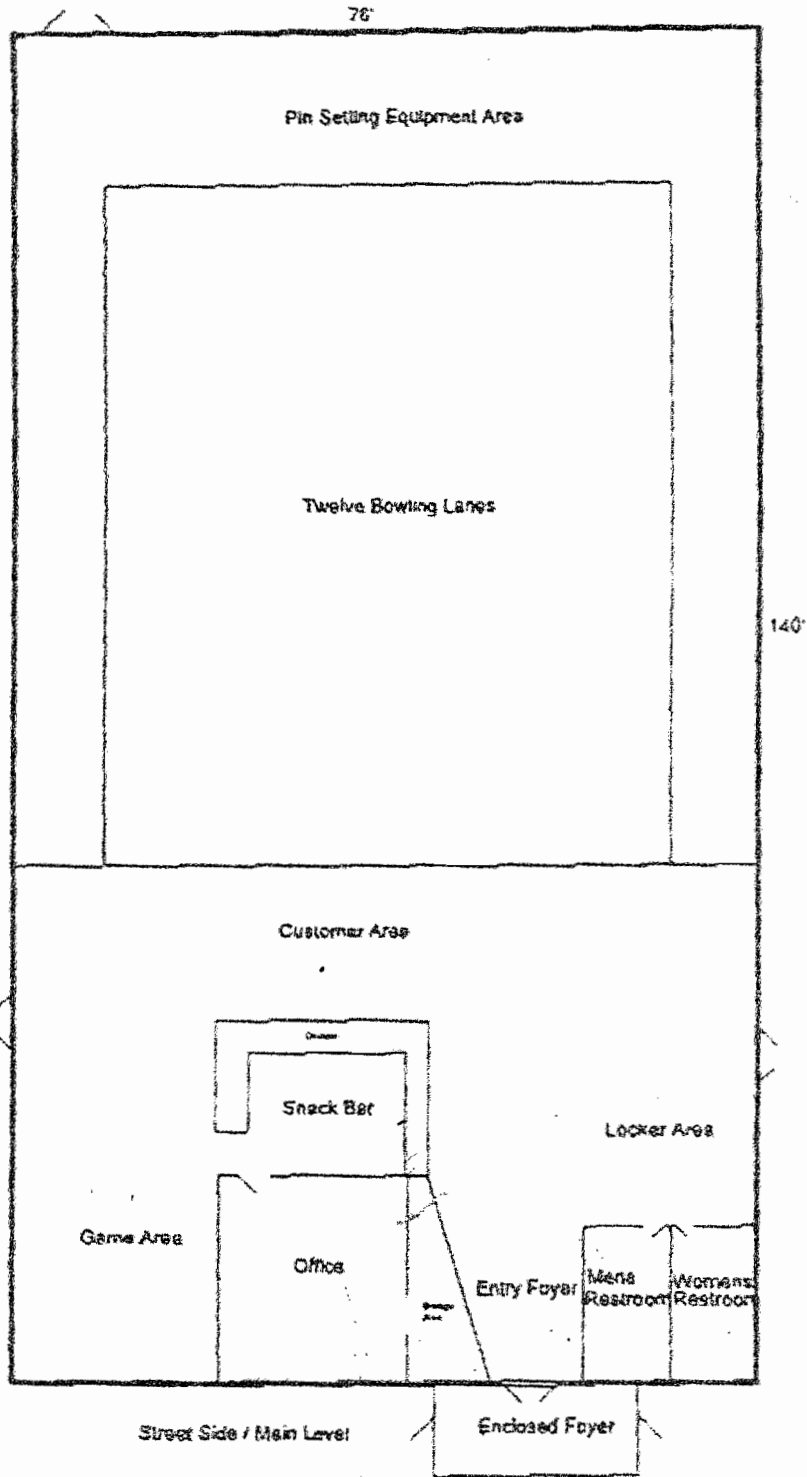 76'
Pin Setting Equipment Area
Twelve Bowling Lanes
140'
Customer Area
Snack Bar
Locker Area
Game Area
Office
Entry Foyer
Mens
Restroom
Womens
Restroom
Street Side / Main Level
Enclosed Foyer